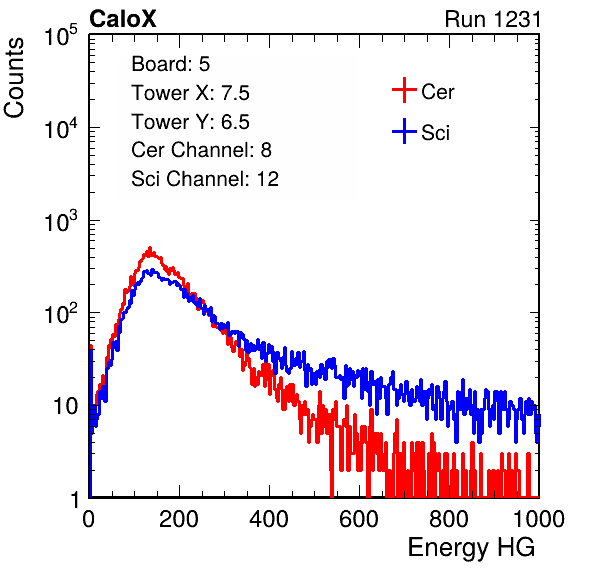 CaloX Run 1231
Counts
Board: 5
Tower X: 7.5
Tower Y: 6.5
Cer Channel: 8
Sci Channel: 12
Cer
Sci
10^5
10^4
10^3
10^2
10
1
0 200 400 600 800 1000
Energy HG